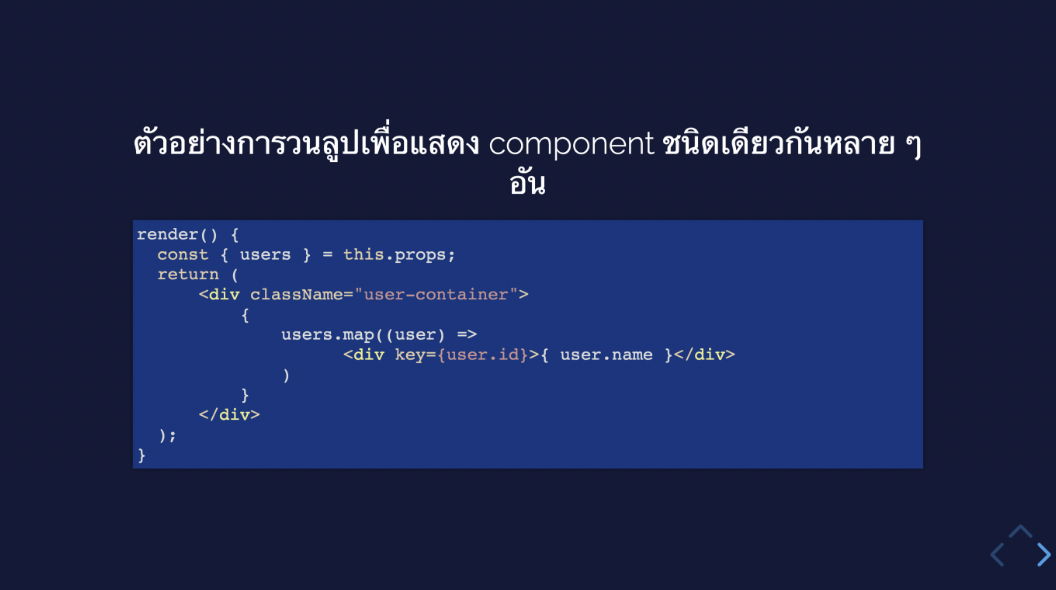 ตัวอย่างการวนลูปเพื่อแสดง component ชนิดเดียวกันหลาย ๆ
อัน
render() {
  const { users } = this.props;
  return (
      <div className="user-container">
          {
              users.map((user) =>
                    <div key={user.id}>{ user.name }</div>
              )
          }
      </div>
  );
}